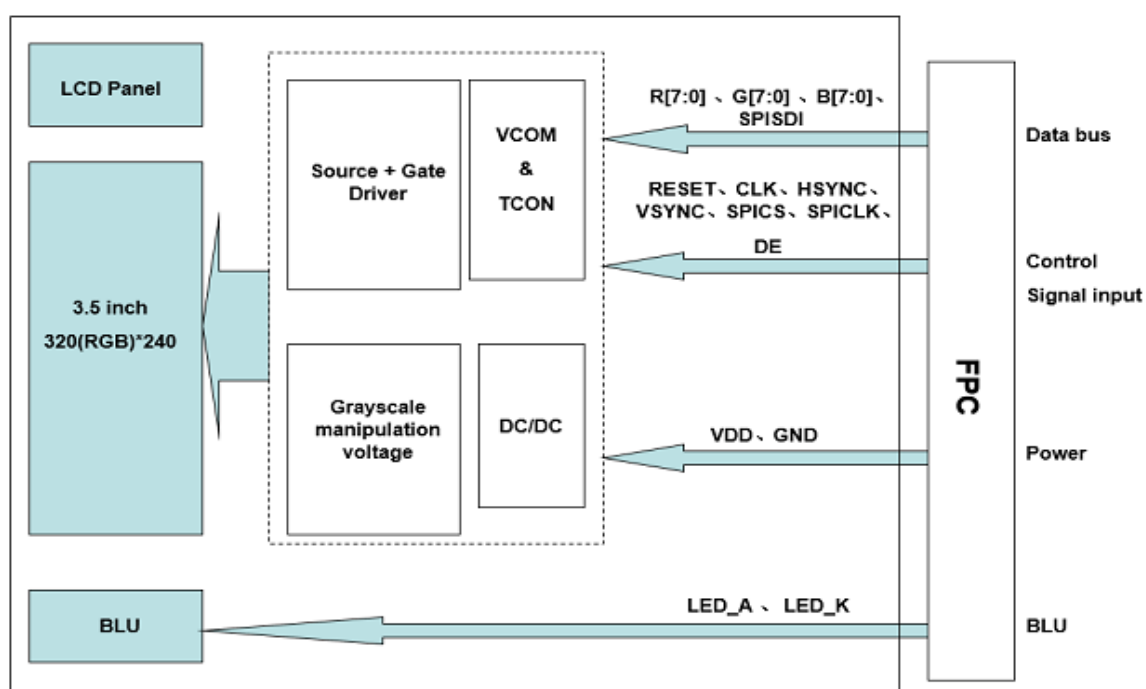 LCD Panel
3.5 inch
320(RGB)*240
BLU
Source + Gate
Driver
VCOM
&
TCON
Grayscale
manipulation
voltage
DC/DC
R[7:0] 、G[7:0] 、B[7:0]、
SPISDI
RESET、CLK、HSYNC、
VSYNC、SPICS、SPICLK、
DE
VDD、GND
LED_A 、 LED_K
FPC
Data bus
Control
Signal input
Power
BLU